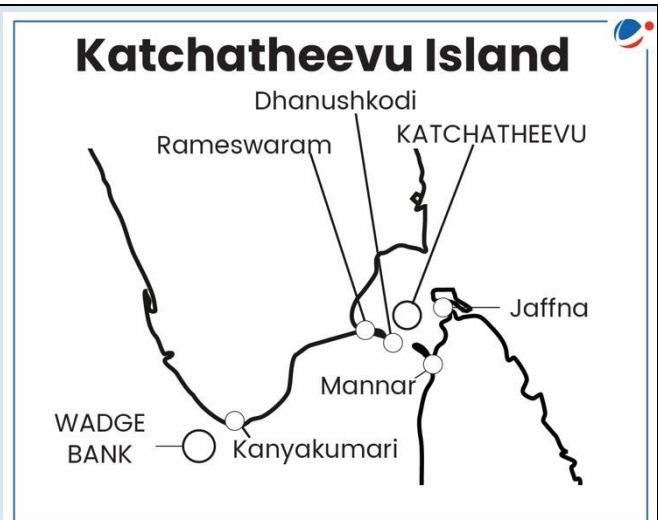 Katchatheevu Island
Dhanushkodi
KATCHATHEEVU
Rameswaram
Jaffna
Mannar
WADGE
BANK
Kanyakumari